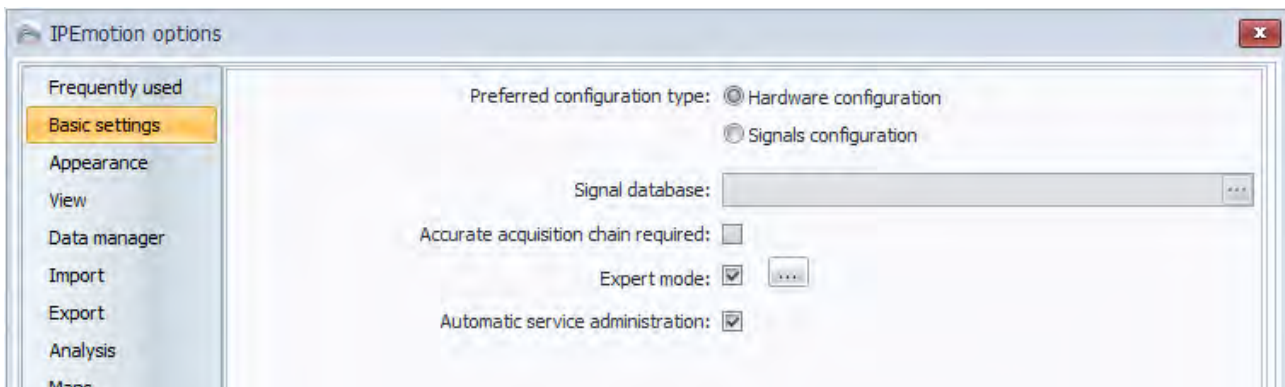 IPEmotion options
Frequently used
Basic settings
Appearance
View
Data manager
Import
Export
Analysis
Maps
Preferred configuration type: Hardware configuration
Signals configuration
Signal database: ...
Accurate acquisition chain required:
Expert mode: ...
Automatic service administration: